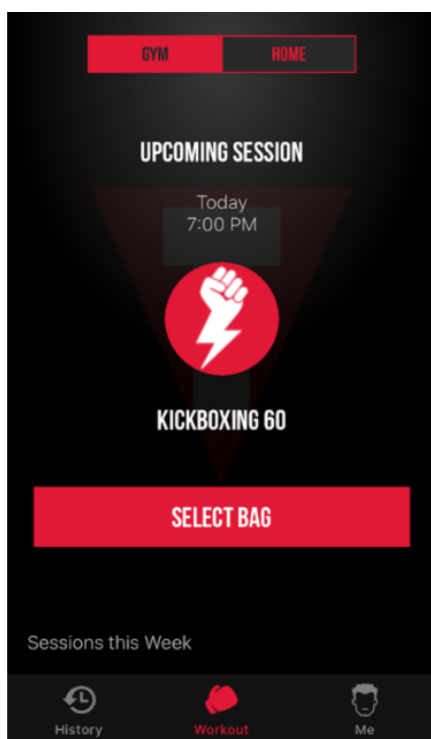 GYM HOME
UPCOMING SESSION
Today
7:00 PM
KICKBOXING 60
SELECT BAG
Sessions this Week
History Workout Me